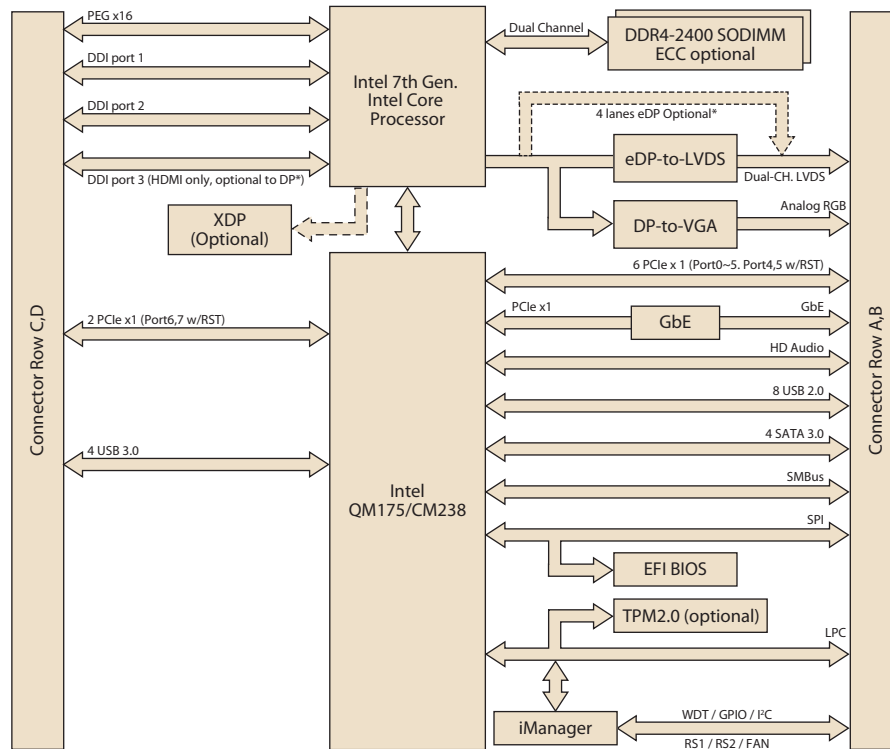 PEG x16
DDI port 1
DDI port 2
DDI port 3 (HDMI only, optional to DP*)
Connector Row C,D
2 PCIe x1 (Port6,7 w/RST)
4 USB 3.0
Intel 7th Gen.
Intel Core
Processor
XDP
(Optional)
Intel
QM175/CM238
Dual Channel
DDR4-2400 SODIMM
ECC optional
4 lanes eDP Optional*
eDP-to-LVDS
Dual-CH. LVDS
DP-to-VGA
Analog RGB
6 PCIe x 1 (Port0~5. Port4,5 w/RST)
PCIe x1
GbE
GbE
HD Audio
8 USB 2.0
4 SATA 3.0
SMBus
SPI
EFI BIOS
TPM2.0 (optional)
LPC
iManager
WDT / GPIO / I²C
RS1 / RS2 / FAN
Connector Row A,B